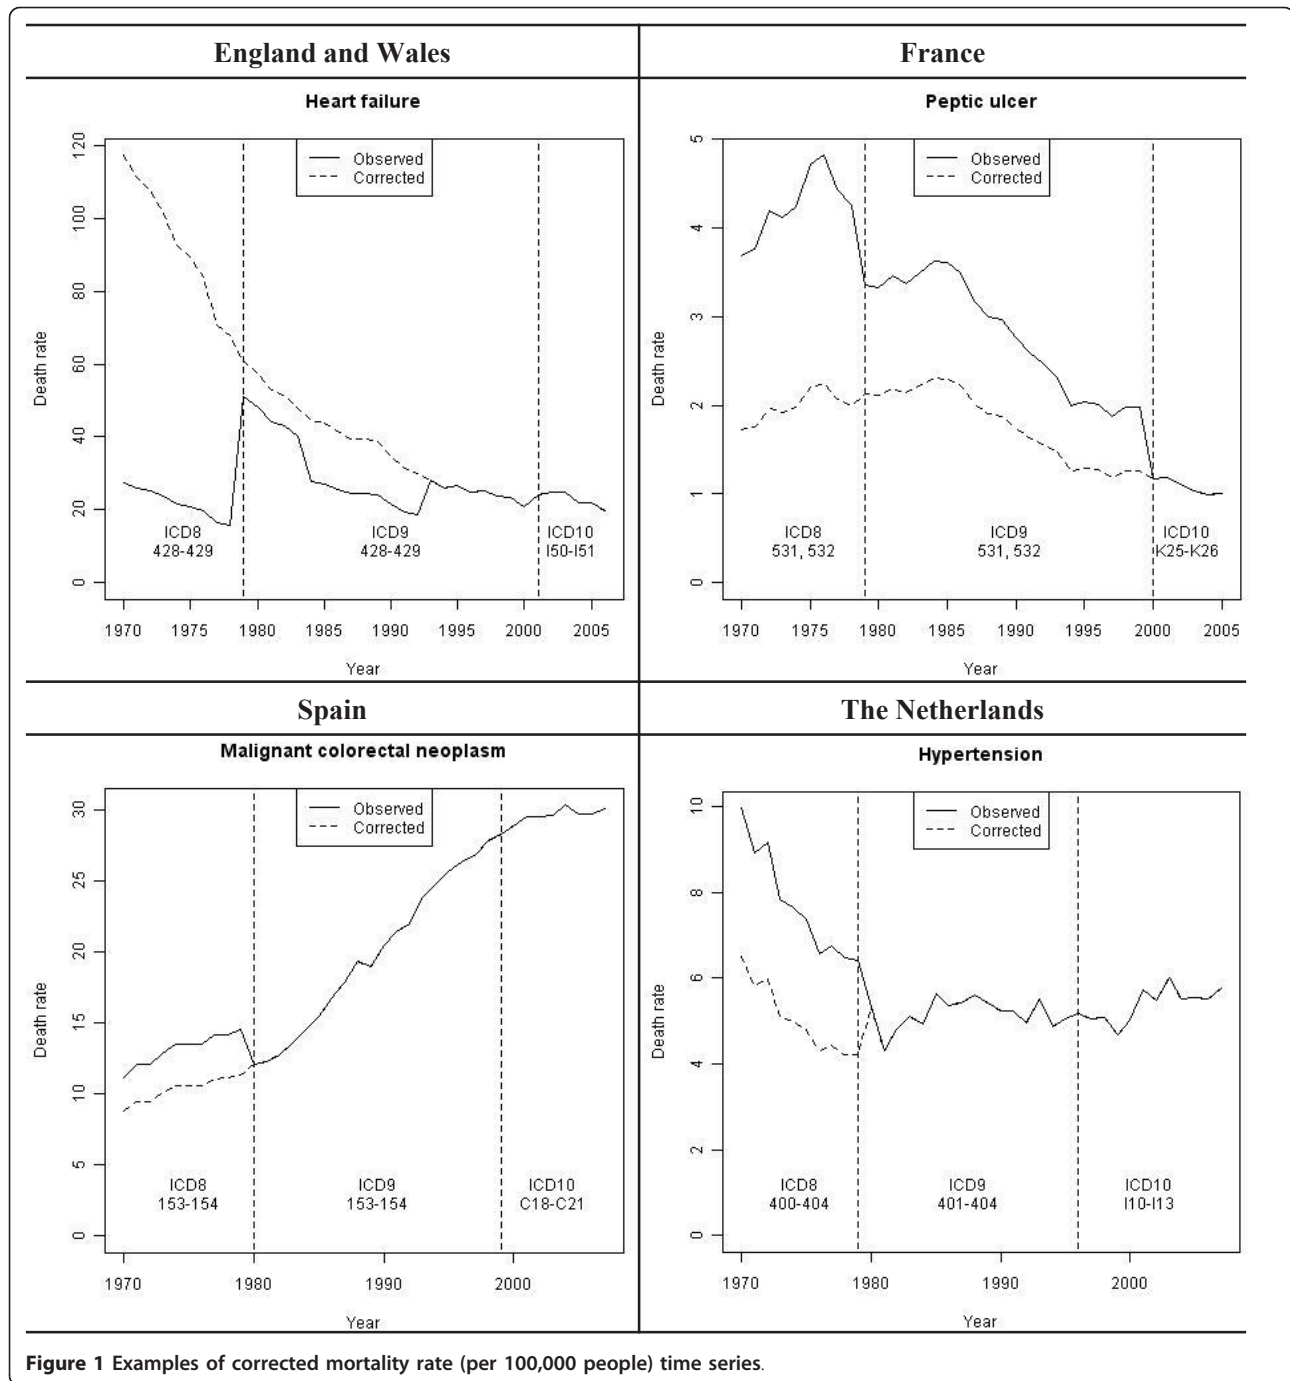 England and Wales
Heart failure
Observed
Corrected
Death rate
120
100
80
60
40
20
0
ICD8
428-429
ICD9
428-429
ICD10
I50-I51
1970 1975 1980 1985 1990 1995 2000 2005
Year
France
Peptic ulcer
Observed
Corrected
Death rate
5
4
3
2
1
0
ICD8
531, 532
ICD9
531, 532
ICD10
K25-K26
1970 1975 1980 1985 1990 1995 2000 2005
Year
Spain
Malignant colorectal neoplasm
Observed
Corrected
Death rate
30
25
20
15
10
5
0
ICD8
153-154
ICD9
153-154
ICD10
C18-C21
1970 1980 1990 2000
Year
The Netherlands
Hypertension
Observed
Corrected
Death rate
10
8
6
4
2
0
ICD8
400-404
ICD9
401-404
ICD10
I10-I13
1970 1980 1990 2000
Year
Figure 1 Examples of corrected mortality rate (per 100,000 people) time series.